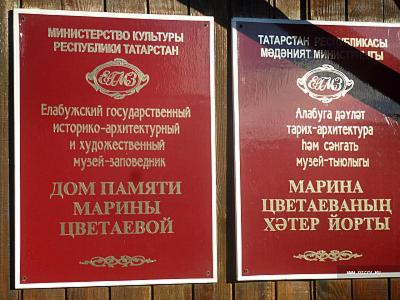 МИНИСТЕРСТВО КУЛЬТУРЫ
РЕСПУБЛИКИ ТАТАРСТАН
ЕГМЗ
Елабужский государственный
историко-архитектурный
и художественный
музей-заповедник
ДОМ ПАМЯТИ
МАРИНЫ
ЦВЕТАЕВОЙ
ТАТАРСТАН РЕСПУБЛИКАСЫ
МӘДӘНИЯТ МИНИСТРЛЫГЫ
ЕГМЗ
Алабуга дәүләт
тарих-архитектура
һәм сәнгать
музей-тыюлыгы
МАРИНА
ЦВЕТАЕВАНЫҢ
ХӘТЕР ЙОРТЫ